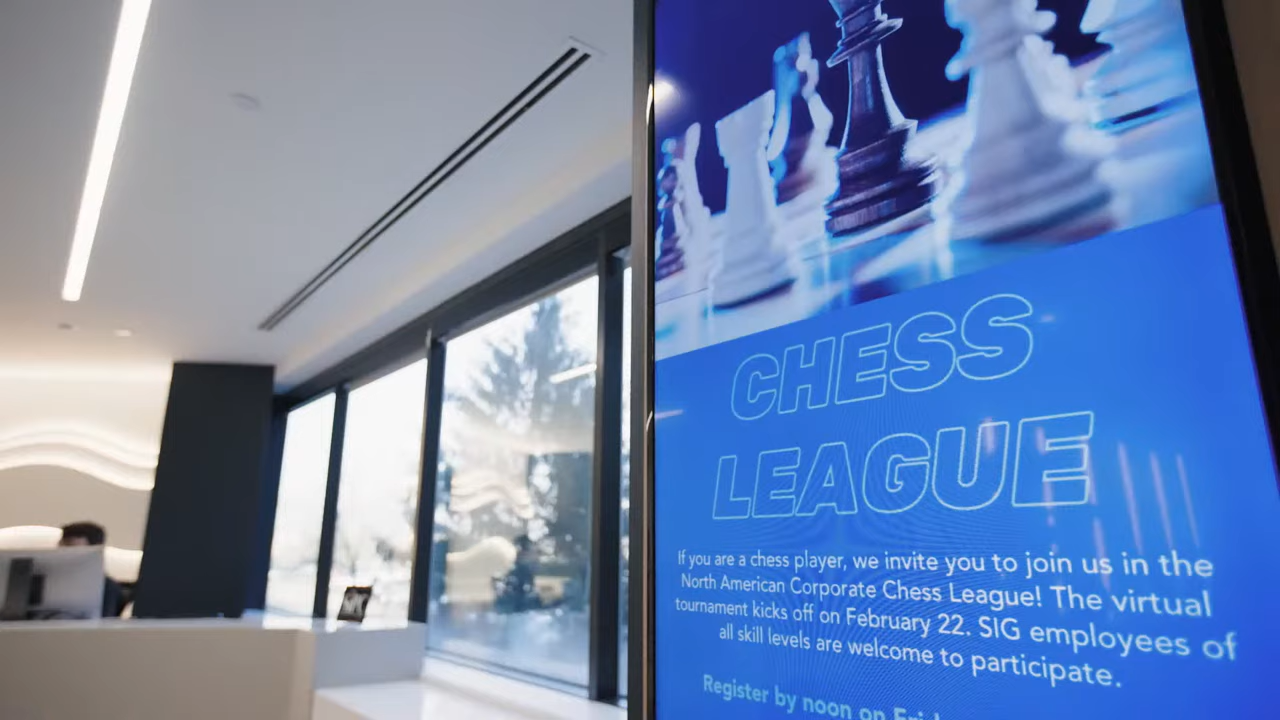 CHESS
LEAGUE
If you are a chess player, we invite you to join us in the
North American Corporate Chess League! The virtual
tournament kicks off on February 22. SIG employees of
all skill levels are welcome to participate.
Register by noon on